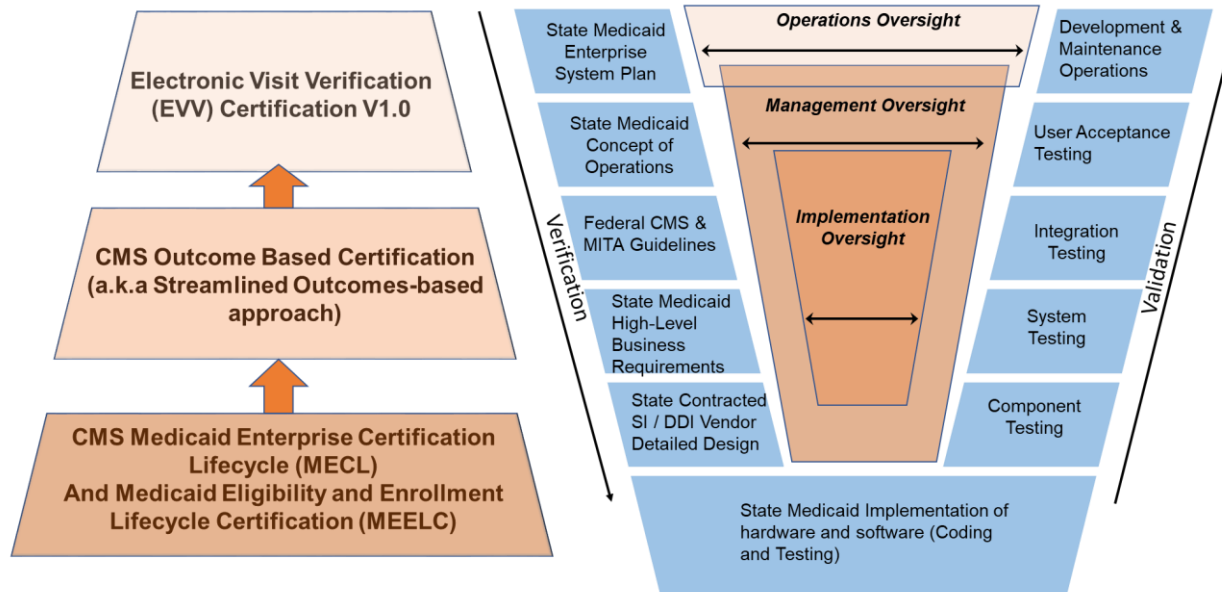 Electronic Visit Verification
(EVV) Certification V1.0
CMS Outcome Based Certification
(a.k.a Streamlined Outcomes-based
approach)
CMS Medicaid Enterprise Certification
Lifecycle (MECL)
And Medicaid Eligibility and Enrollment
Lifecycle Certification (MEELC)
Verification
State Medicaid
Enterprise
System Plan
State Medicaid
Concept of
Operations
Federal CMS &
MITA Guidelines
State Medicaid
High-Level
Business
Requirements
State Contracted
SI / DDI Vendor
Detailed Design
Operations Oversight
Management Oversight
Implementation
Oversight
Development &
Maintenance
Operations
User Acceptance
Testing
Integration
Testing
System
Testing
Component
Testing
Validation
State Medicaid Implementation of
hardware and software (Coding
and Testing)